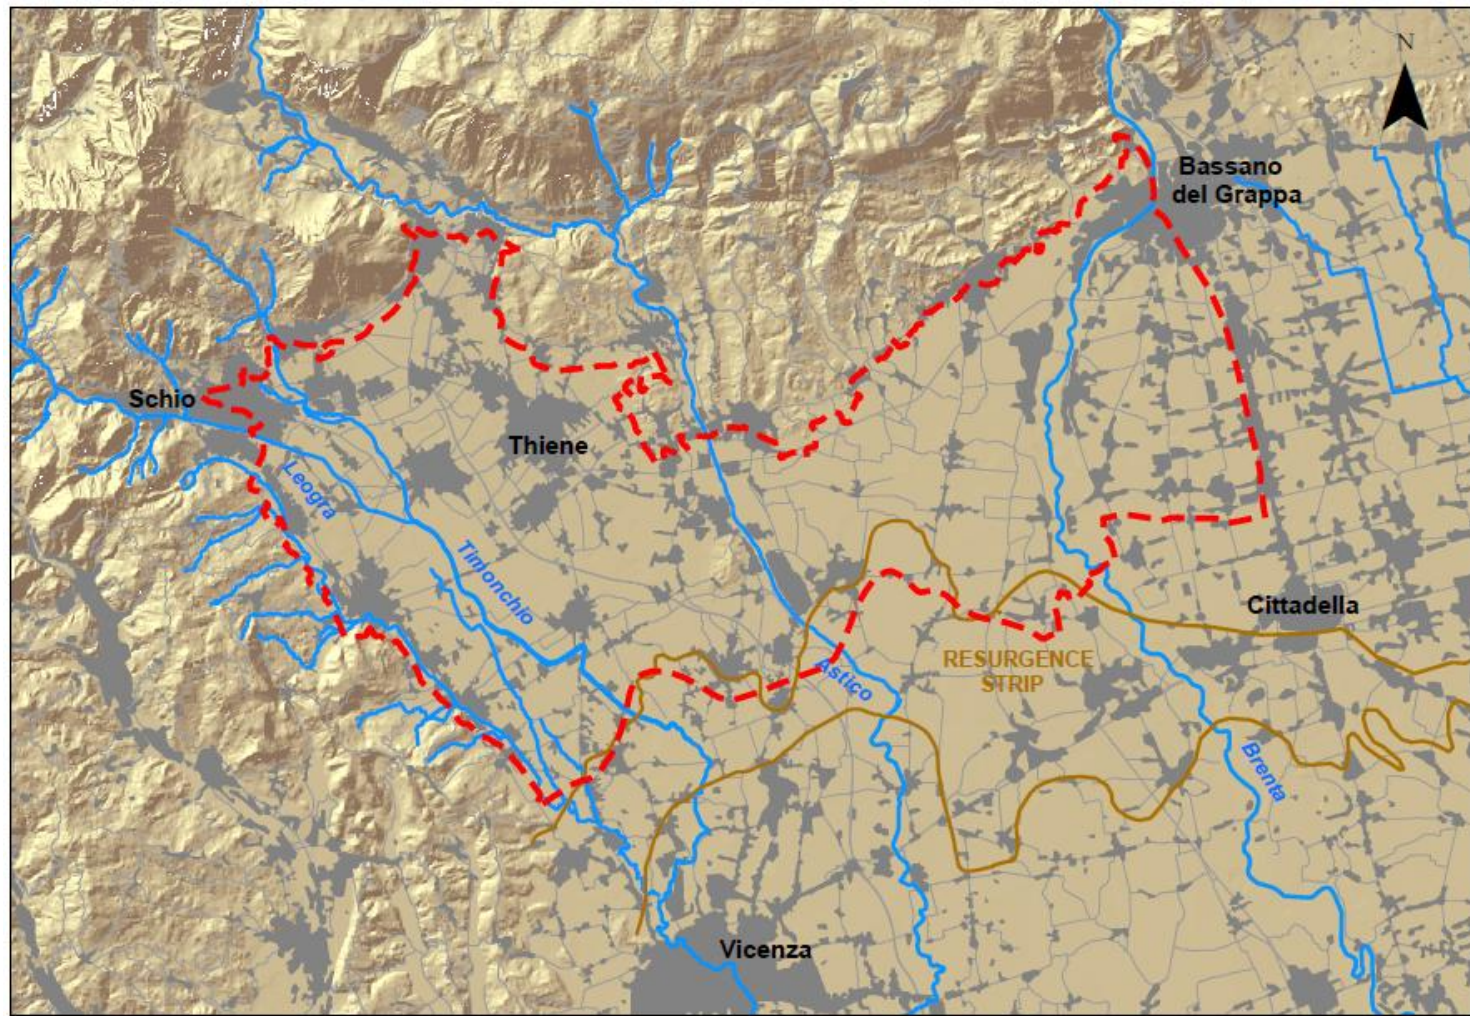 N
Bassano
del Grappa
Schio
Thiene
Leogra
Timonchio
Cittadella
RESURGENCE
STRIP
Astico
Brenta
Vicenza